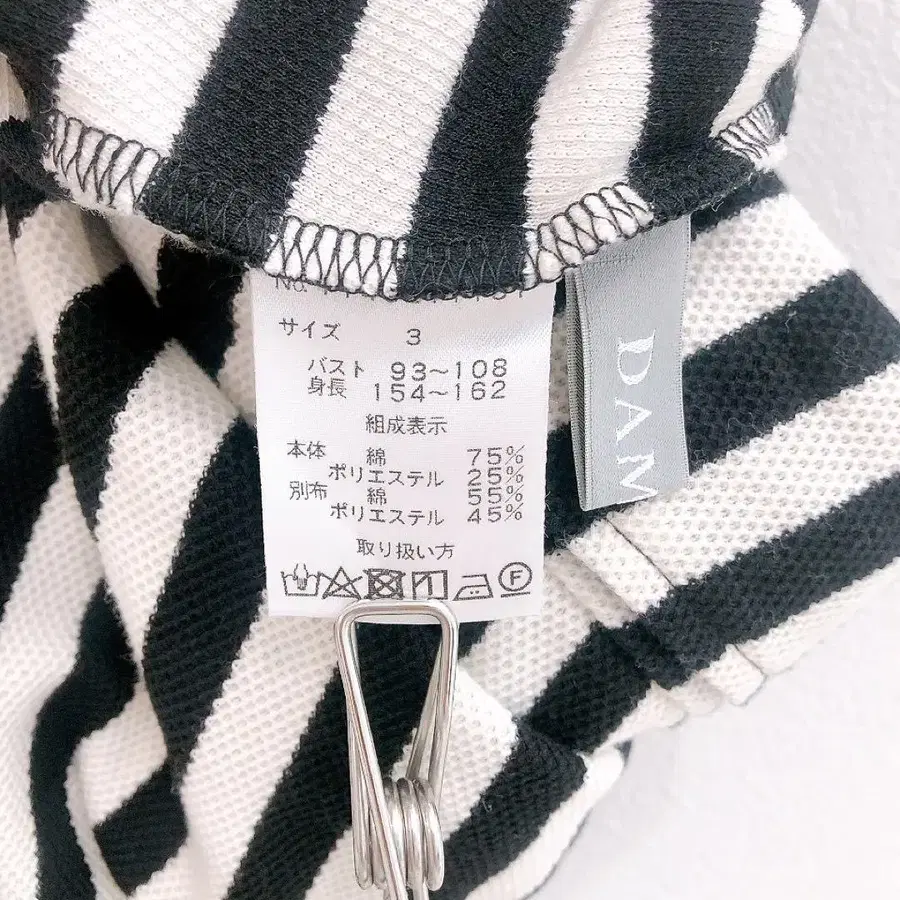 サイズ 3
バスト 93～108
身長 154～162
組成表示
本体 綿 75%
ポリエステル 25%
別布 綿 55%
ポリエステル 45%
取り扱い方
F
DAM